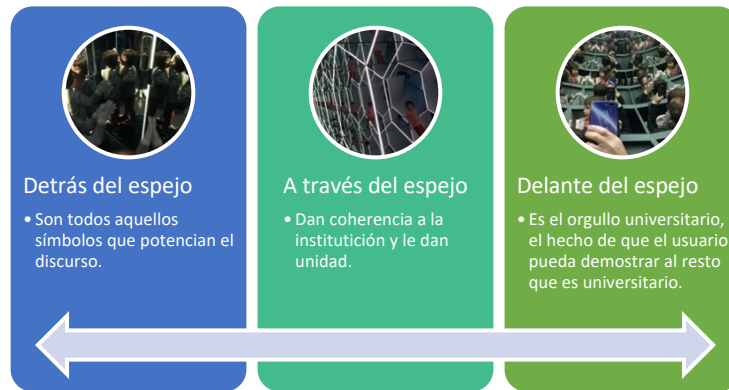 Detrás del espejo
• Son todos aquellos
símbolos que potencian el
discurso.
A través del espejo
• Dan coherencia a la
institutición y le dan
unidad.
Delante del espejo
• Es el orgullo universitario,
el hecho de que el usuario
pueda demostrar al resto
que es universitario.